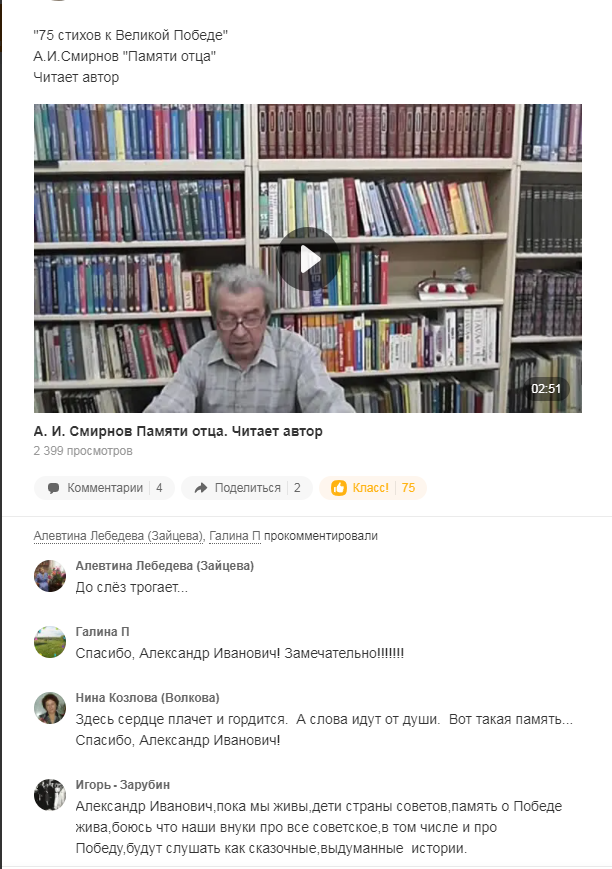 "75 стихов к Великой Победе"
А.И.Смирнов "Памяти отца"
Читает автор
02:51
А. И. Смирнов Памяти отца. Читает автор
2 399 просмотров
Комментарии 4 Поделиться 2 Класс! 75
Алевтина Лебедева (Зайцева), Галина П прокомментировали
Алевтина Лебедева (Зайцева)
До слёз трогает...
Галина П
Спасибо, Александр Иванович! Замечательно!!!!!!!
Нина Козлова (Волкова)
Здесь сердце плачет и гордится. А слова идут от души. Вот такая память...
Спасибо, Александр Иванович!
Игорь - Зарубин
Александр Иванович,пока мы живы,дети страны советов,память о Победе
жива,боюсь что наши внуки про все советское,в том числе и про
Победу,будут слушать как сказочные,выдуманные истории.